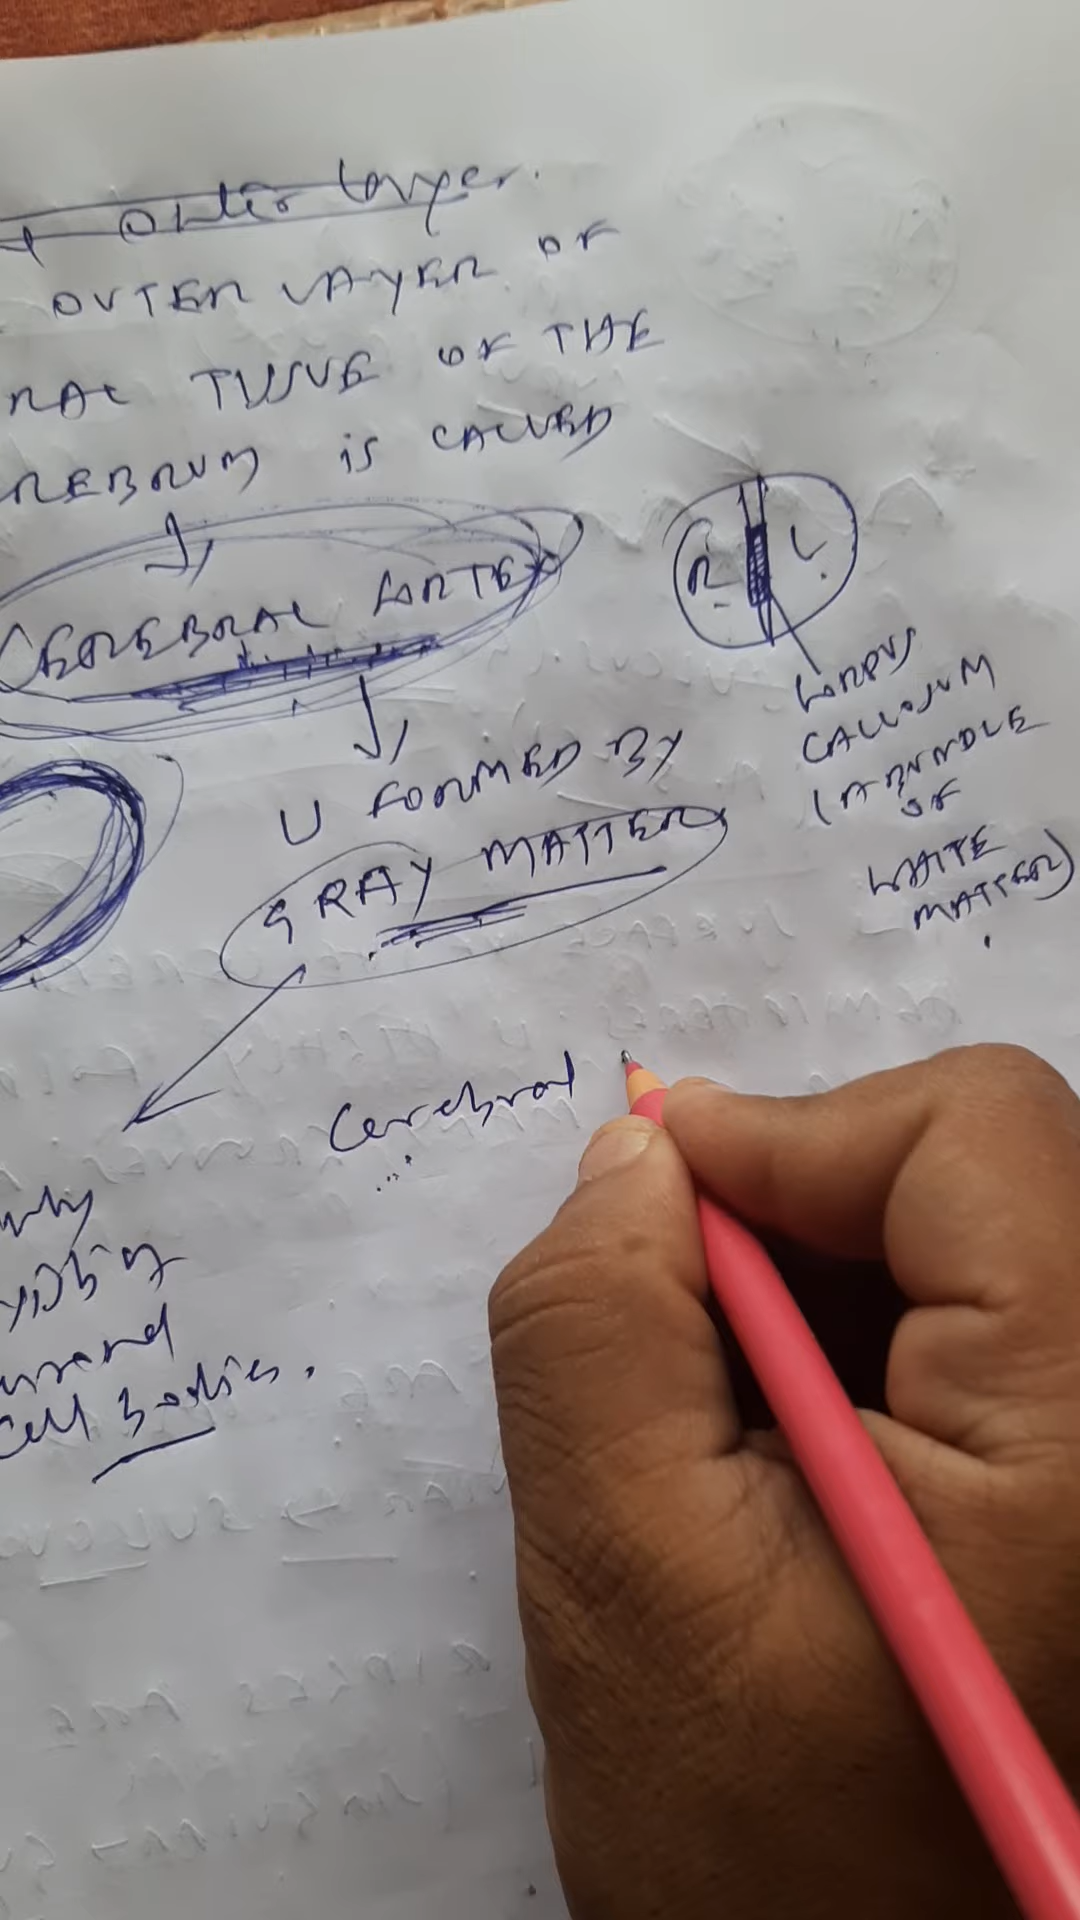 outer layer.
OUTER LAYER OF
RAL TISSUE OF THE
REBRUM is CALLED
CEREBRAL CORTEX
R L
CORPUS
CALLOSUM
(A BUNDLE
OF
WHITE
MATTER)
FORMED BY
GRAY MATTER
Cerebral
Cell bodies.